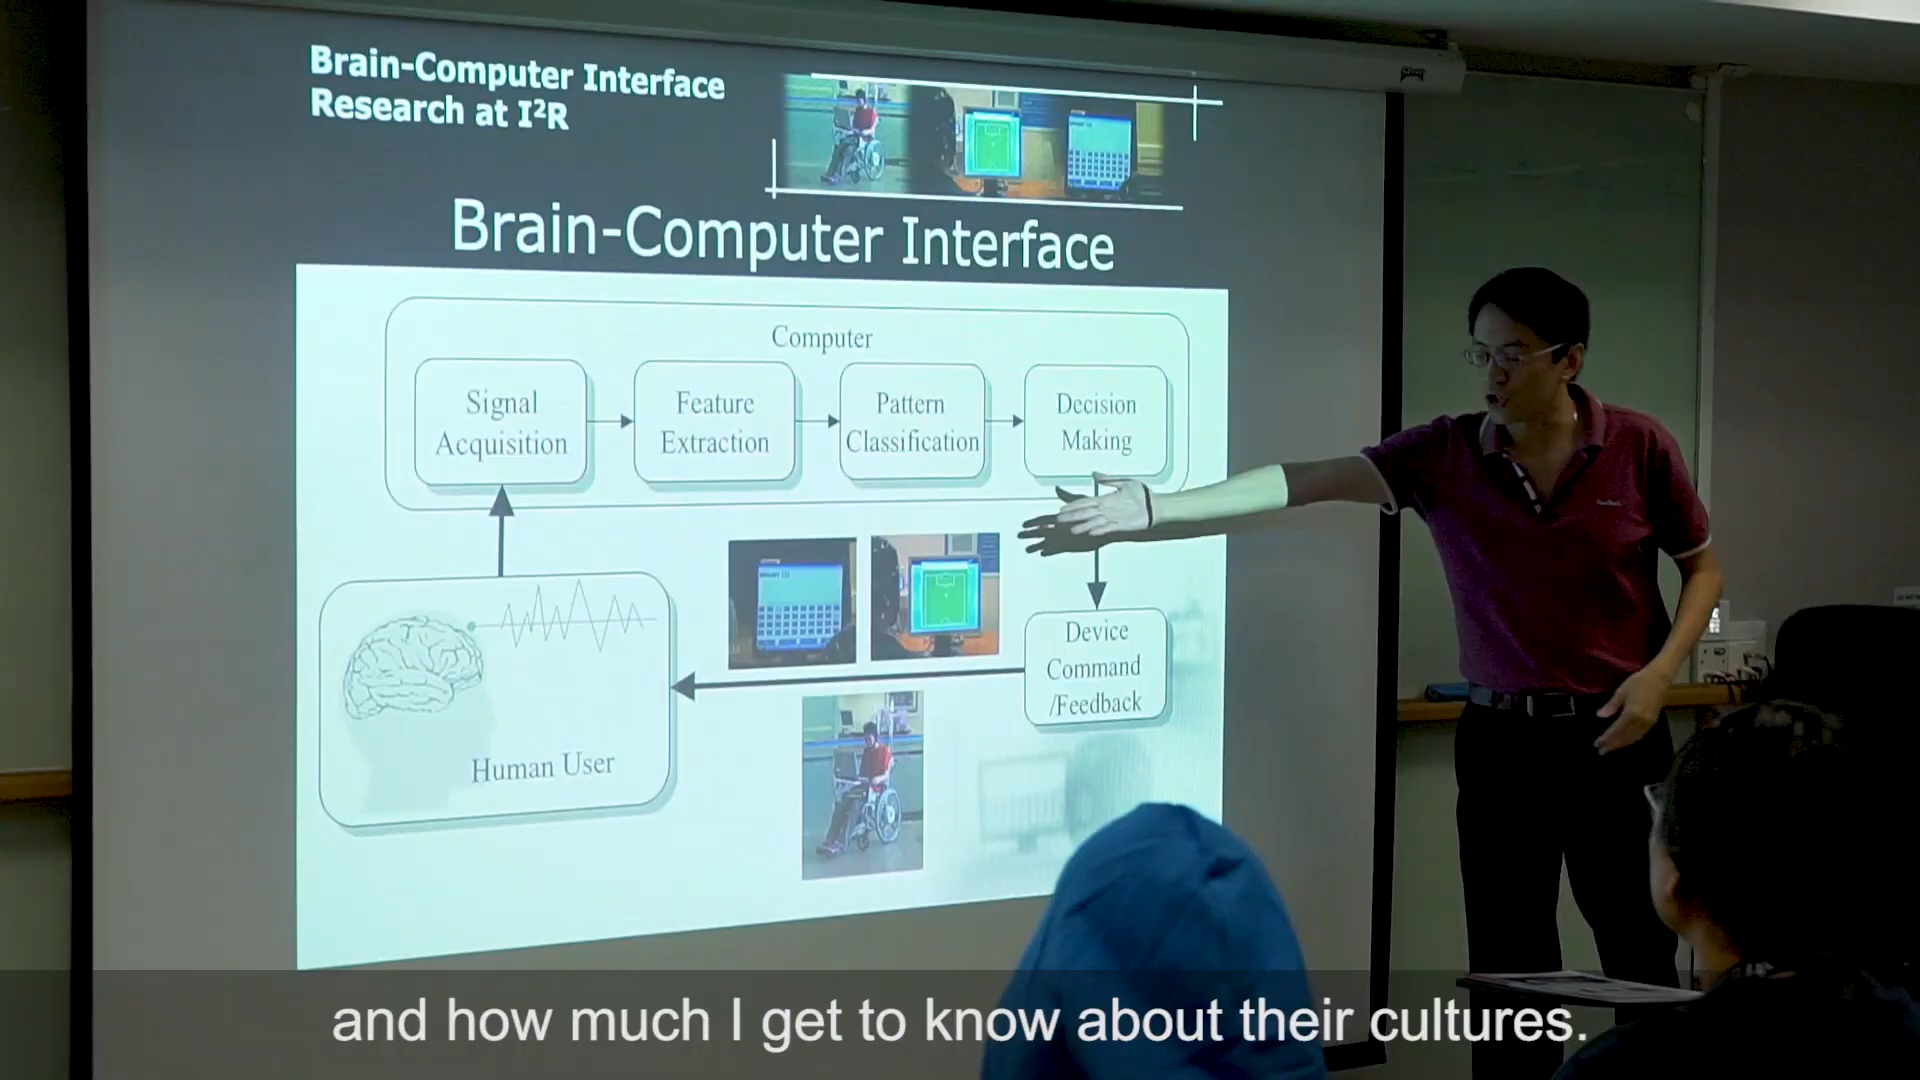 Brain-Computer Interface
Research at I²R
Brain-Computer Interface
Computer
Signal
Acquisition
Feature
Extraction
Pattern
Classification
Decision
Making
Device
Command
/Feedback
Human User
and how much I get to know about their cultures.